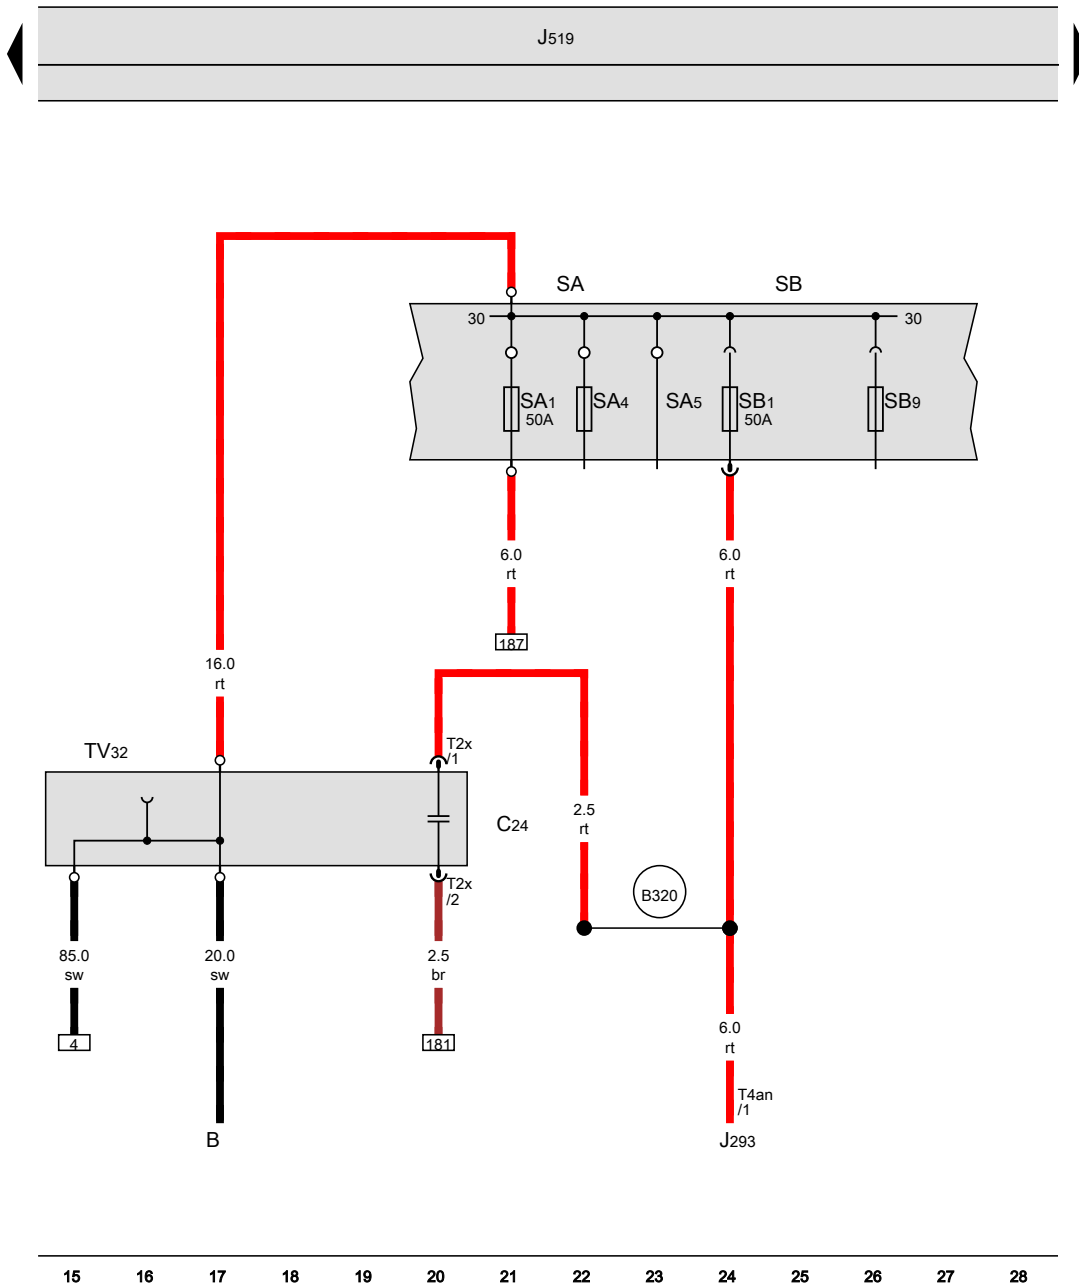 J519
SA SB
30 30
SA1 SA4 SA5 SB1 SB9
50A 50A
6.0 6.0
rt rt
187
16.0
rt
TV32
T2x
/1
C24
2.5
rt
T2x
/2
B320
85.0 20.0 2.5
sw sw br
4 181
6.0
rt
T4an
/1
B J293
15 16 17 18 19 20 21 22 23 24 25 26 27 28